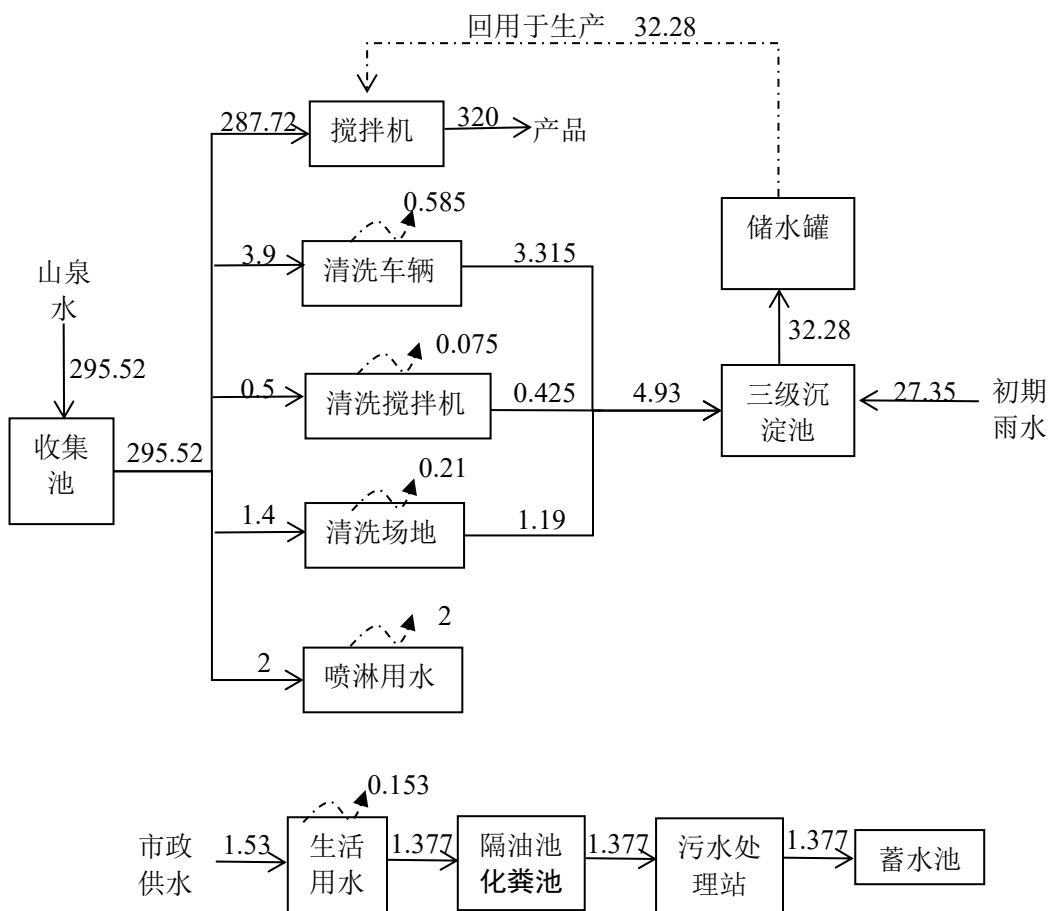 回用于生产 32.28
287.72
搅拌机
320
产品
0.585
3.9
清洗车辆
3.315
储水罐
山泉
水
295.52
0.075
32.28
0.5
清洗搅拌机
0.425
4.93
三级沉
淀池
27.35
初期
雨水
收集
池
295.52
0.21
1.4
清洗场地
1.19
2
2
喷淋用水
0.153
市政
供水
1.53
生活
用水
1.377
隔油池
化粪池
1.377
污水处
理站
1.377
蓄水池